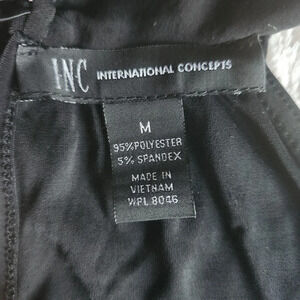 INC INTERNATIONAL CONCEPTS
M
95% POLYESTER
5% SPANDEX
MADE IN
VIETNAM
WPL 8046